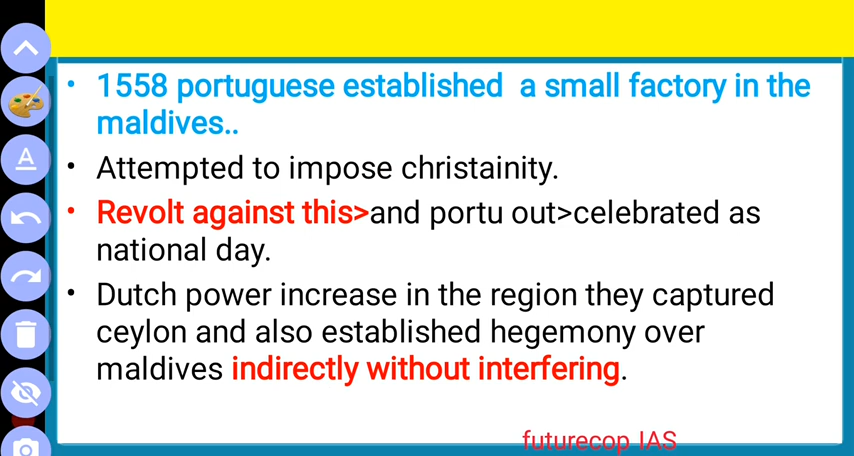 • 1558 portuguese established a small factory in the
maldives..
• Attempted to impose christainity.
• Revolt against this>and portu out>celebrated as
national day.
• Dutch power increase in the region they captured
ceylon and also established hegemony over
maldives indirectly without interfering.
futurecop IAS